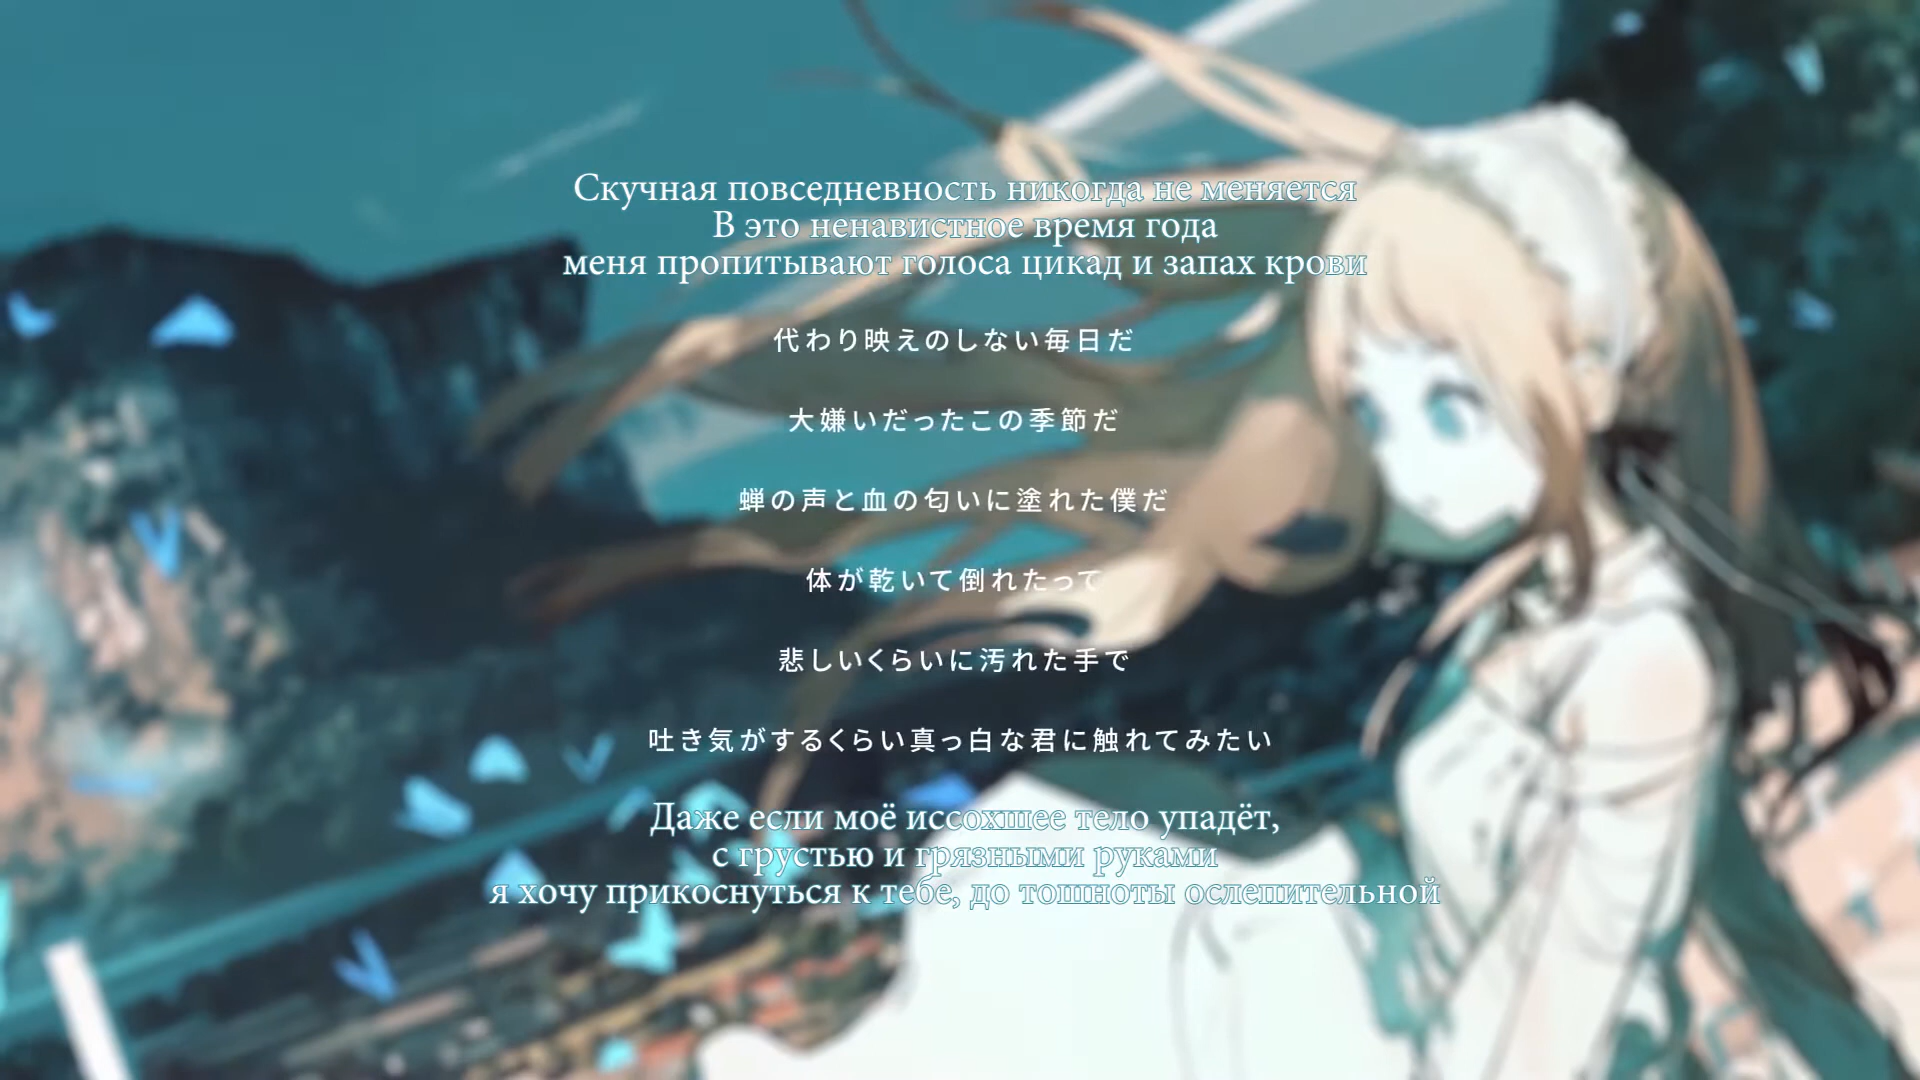 Скучная повседневность никогда не меняется
В это ненавистное время года
меня пропитывают голоса цикад и запах крови
代わり映えのしない毎日だ
大嫌いだったこの季節だ
蝉の声と血の匂いに塗れた僕だ
体が乾いて倒れたって
悲しいくらいに汚れた手で
吐き気がするくらい真っ白な君に触れてみたい
Даже если моё иссохшее тело упадёт,
с грустью и грязными руками
я хочу прикоснуться к тебе, до тошноты ослепительной